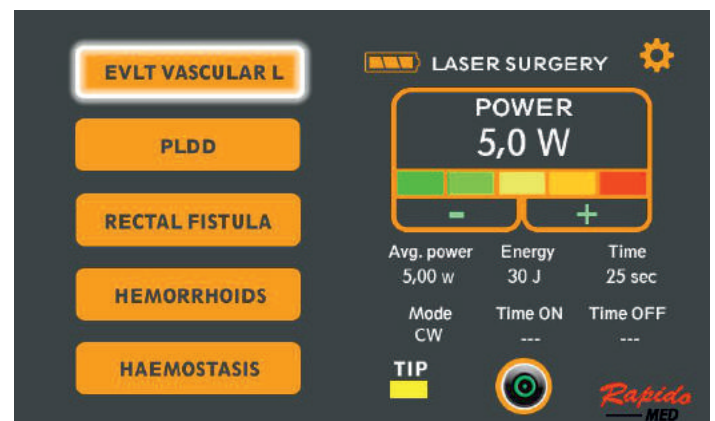 EVLT VASCULAR L
PLDD
RECTAL FISTULA
HEMORRHOIDS
HAEMOSTASIS
LASER SURGERY
POWER
5,0 W
- +
Avg. power Energy Time
5,00 w 30 J 25 sec
Mode Time ON Time OFF
CW --- ---
TIP
Rapido
MED